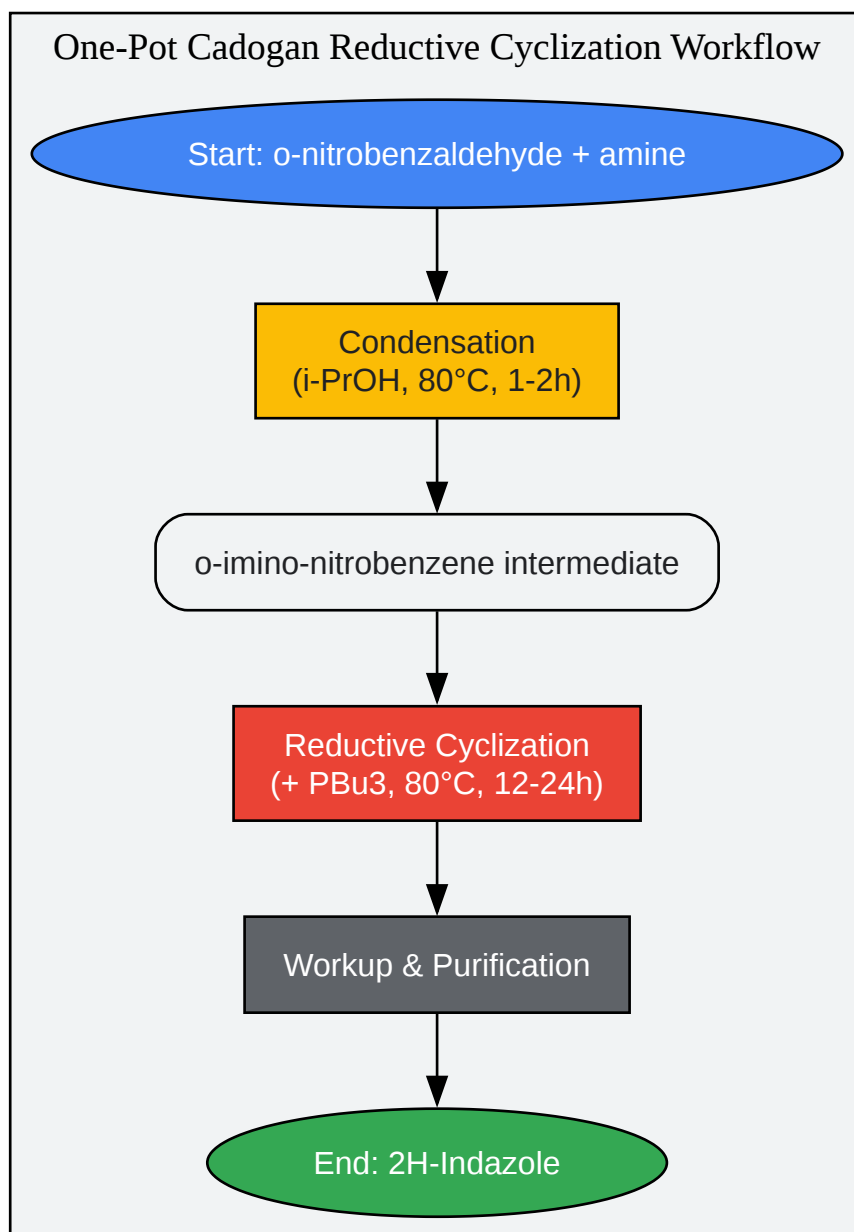 One-Pot Cadogan Reductive Cyclization Workflow
Start: o-nitrobenzaldehyde + amine
Condensation
(i-PrOH, 80°C, 1-2h)
o-imino-nitrobenzene intermediate
Reductive Cyclization
(+ PBu3, 80°C, 12-24h)
Workup & Purification
End: 2H-Indazole